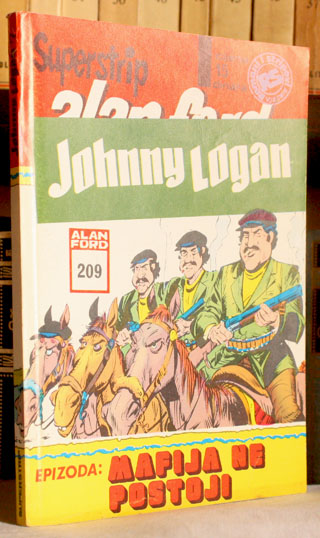 Superstrip
alan ford
Johnny Logan
ALAN
FORD
209
EPIZODA: MAFIJA NE
POSTOJI